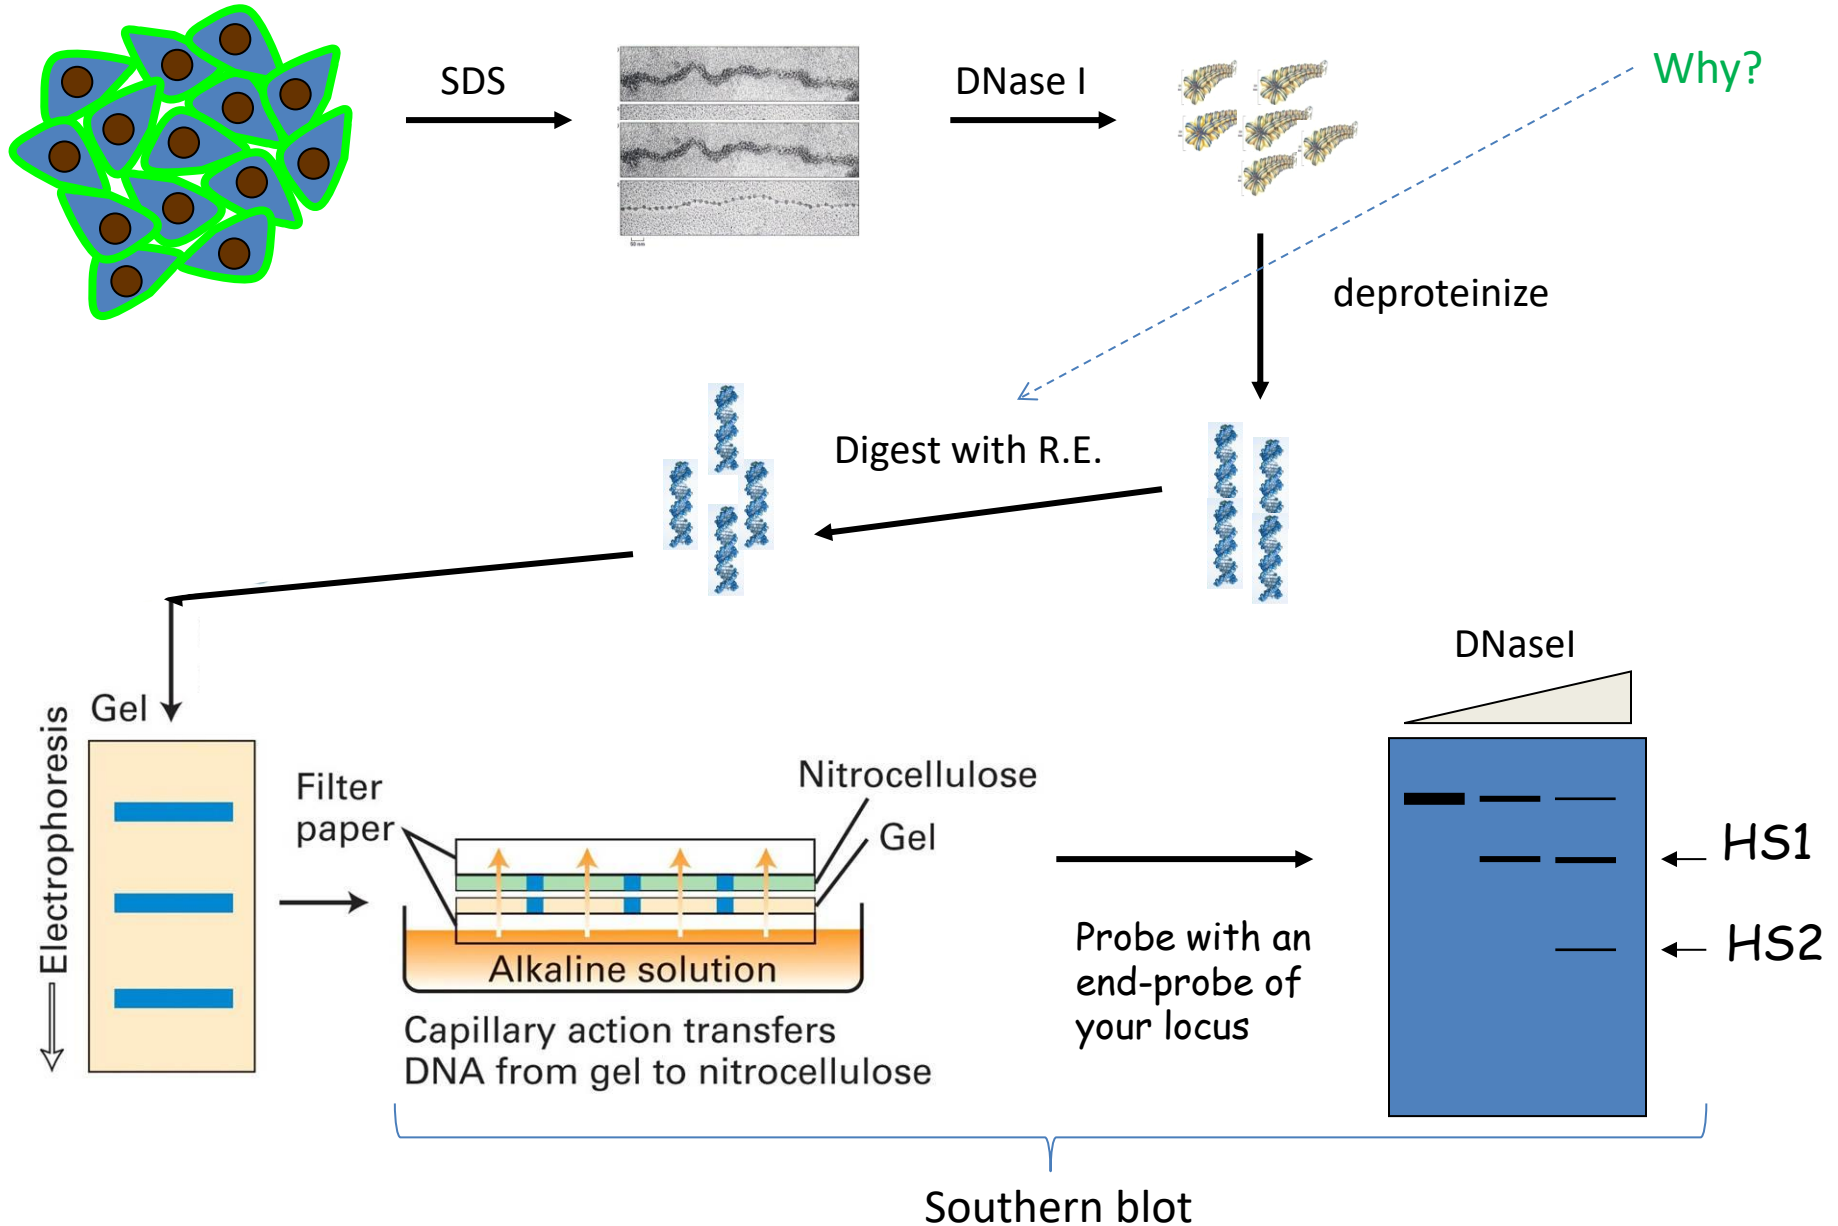 SDS
DNase I
Why?
deproteinize
Digest with R.E.
DNaseI
Gel
Electrophoresis
Filter
paper
Nitrocellulose
Gel
Alkaline solution
Capillary action transfers
DNA from gel to nitrocellulose
Probe with an
end-probe of
your locus
HS1
HS2
Southern blot